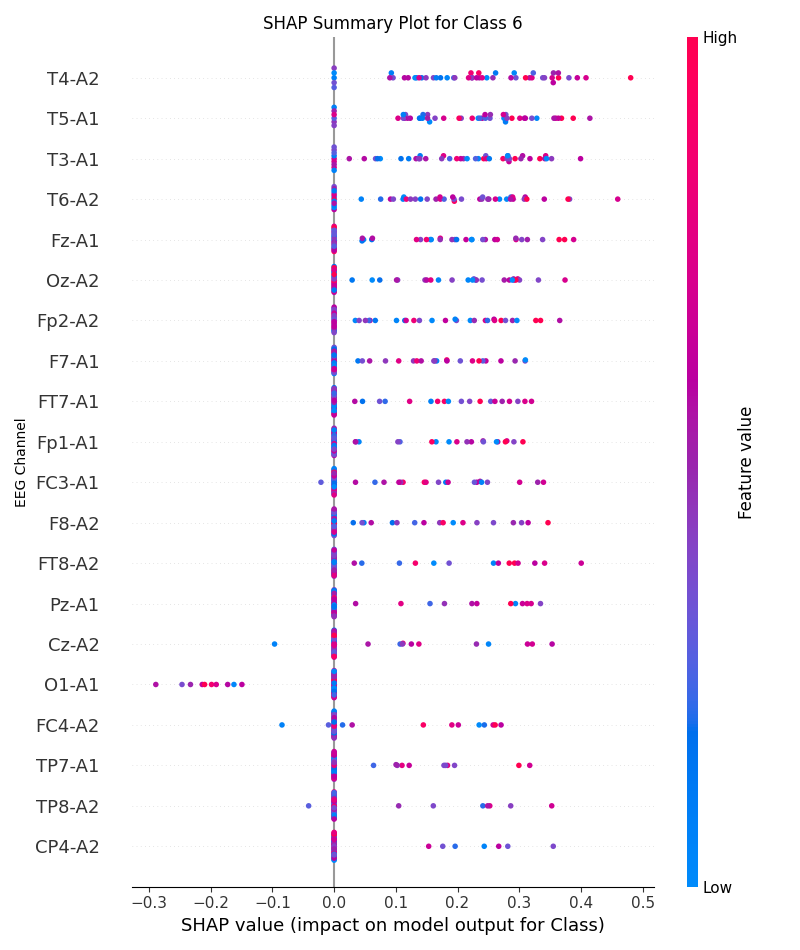 SHAP Summary Plot for Class 6
High
T4-A2
T5-A1
T3-A1
T6-A2
Fz-A1
Oz-A2
Fp2-A2
F7-A1
FT7-A1
Fp1-A1
FC3-A1
F8-A2
FT8-A2
Pz-A1
Cz-A2
O1-A1
FC4-A2
TP7-A1
TP8-A2
CP4-A2
EEG Channel
Feature value
Low
−0.3 −0.2 −0.1 0.0 0.1 0.2 0.3 0.4 0.5
SHAP value (impact on model output for Class)